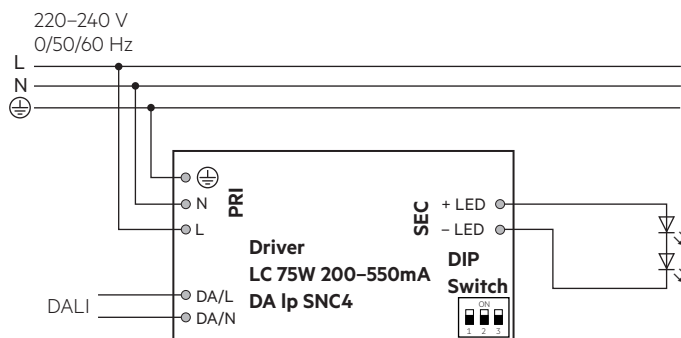 220–240 V
0/50/60 Hz
L
N
PRI
N
L
SEC
+ LED
– LED
Driver
LC 75W 200–550mA
DA lp SNC4
DIP
Switch
ON
1 2 3
DALI
DA/L
DA/N